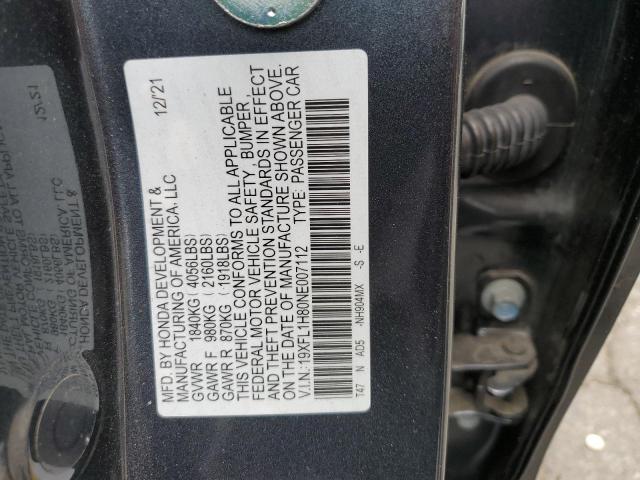 MFD. BY HONDA DEVELOPMENT &
MANUFACTURING OF AMERICA, LLC 12/21
GVWR 1840KG (4056LBS)
GAWR F 980KG (2160LBS)
GAWR R 870KG (1918LBS)
THIS VEHICLE CONFORMS TO ALL APPLICABLE
FEDERAL MOTOR VEHICLE SAFETY, BUMPER,
AND THEFT PREVENTION STANDARDS IN EFFECT
ON THE DATE OF MANUFACTURE SHOWN ABOVE.
V.I.N.:19XFL1H80NE007112 TYPE: PASSENGER CAR
T47 N AD5 -NH904MX -S -E